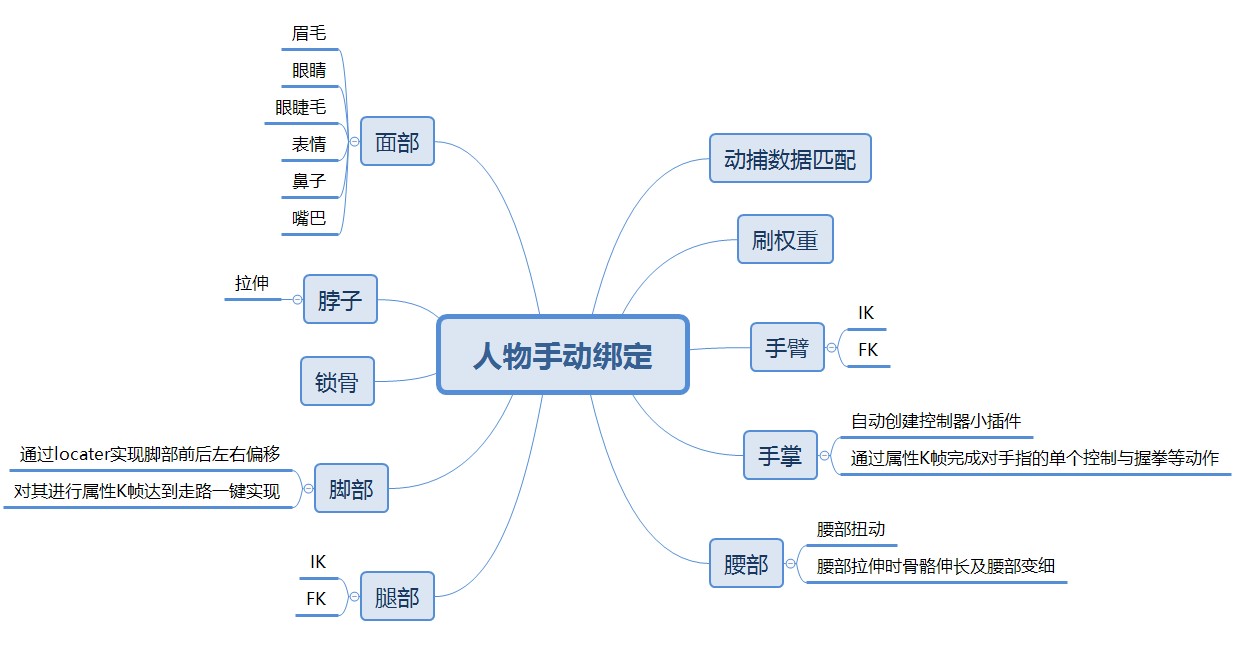 人物手动绑定
动捕数据匹配
刷权重
手臂
IK
FK
手掌
自动创建控制器小插件
通过属性K帧完成对手指的单个控制与握拳等动作
腰部
腰部扭动
腰部拉伸时骨骼伸长及腰部变细
面部
眉毛
眼睛
眼睫毛
表情
鼻子
嘴巴
脖子
拉伸
锁骨
脚部
通过locater实现脚部前后左右偏移
对其进行属性K帧达到走路一键实现
腿部
IK
FK